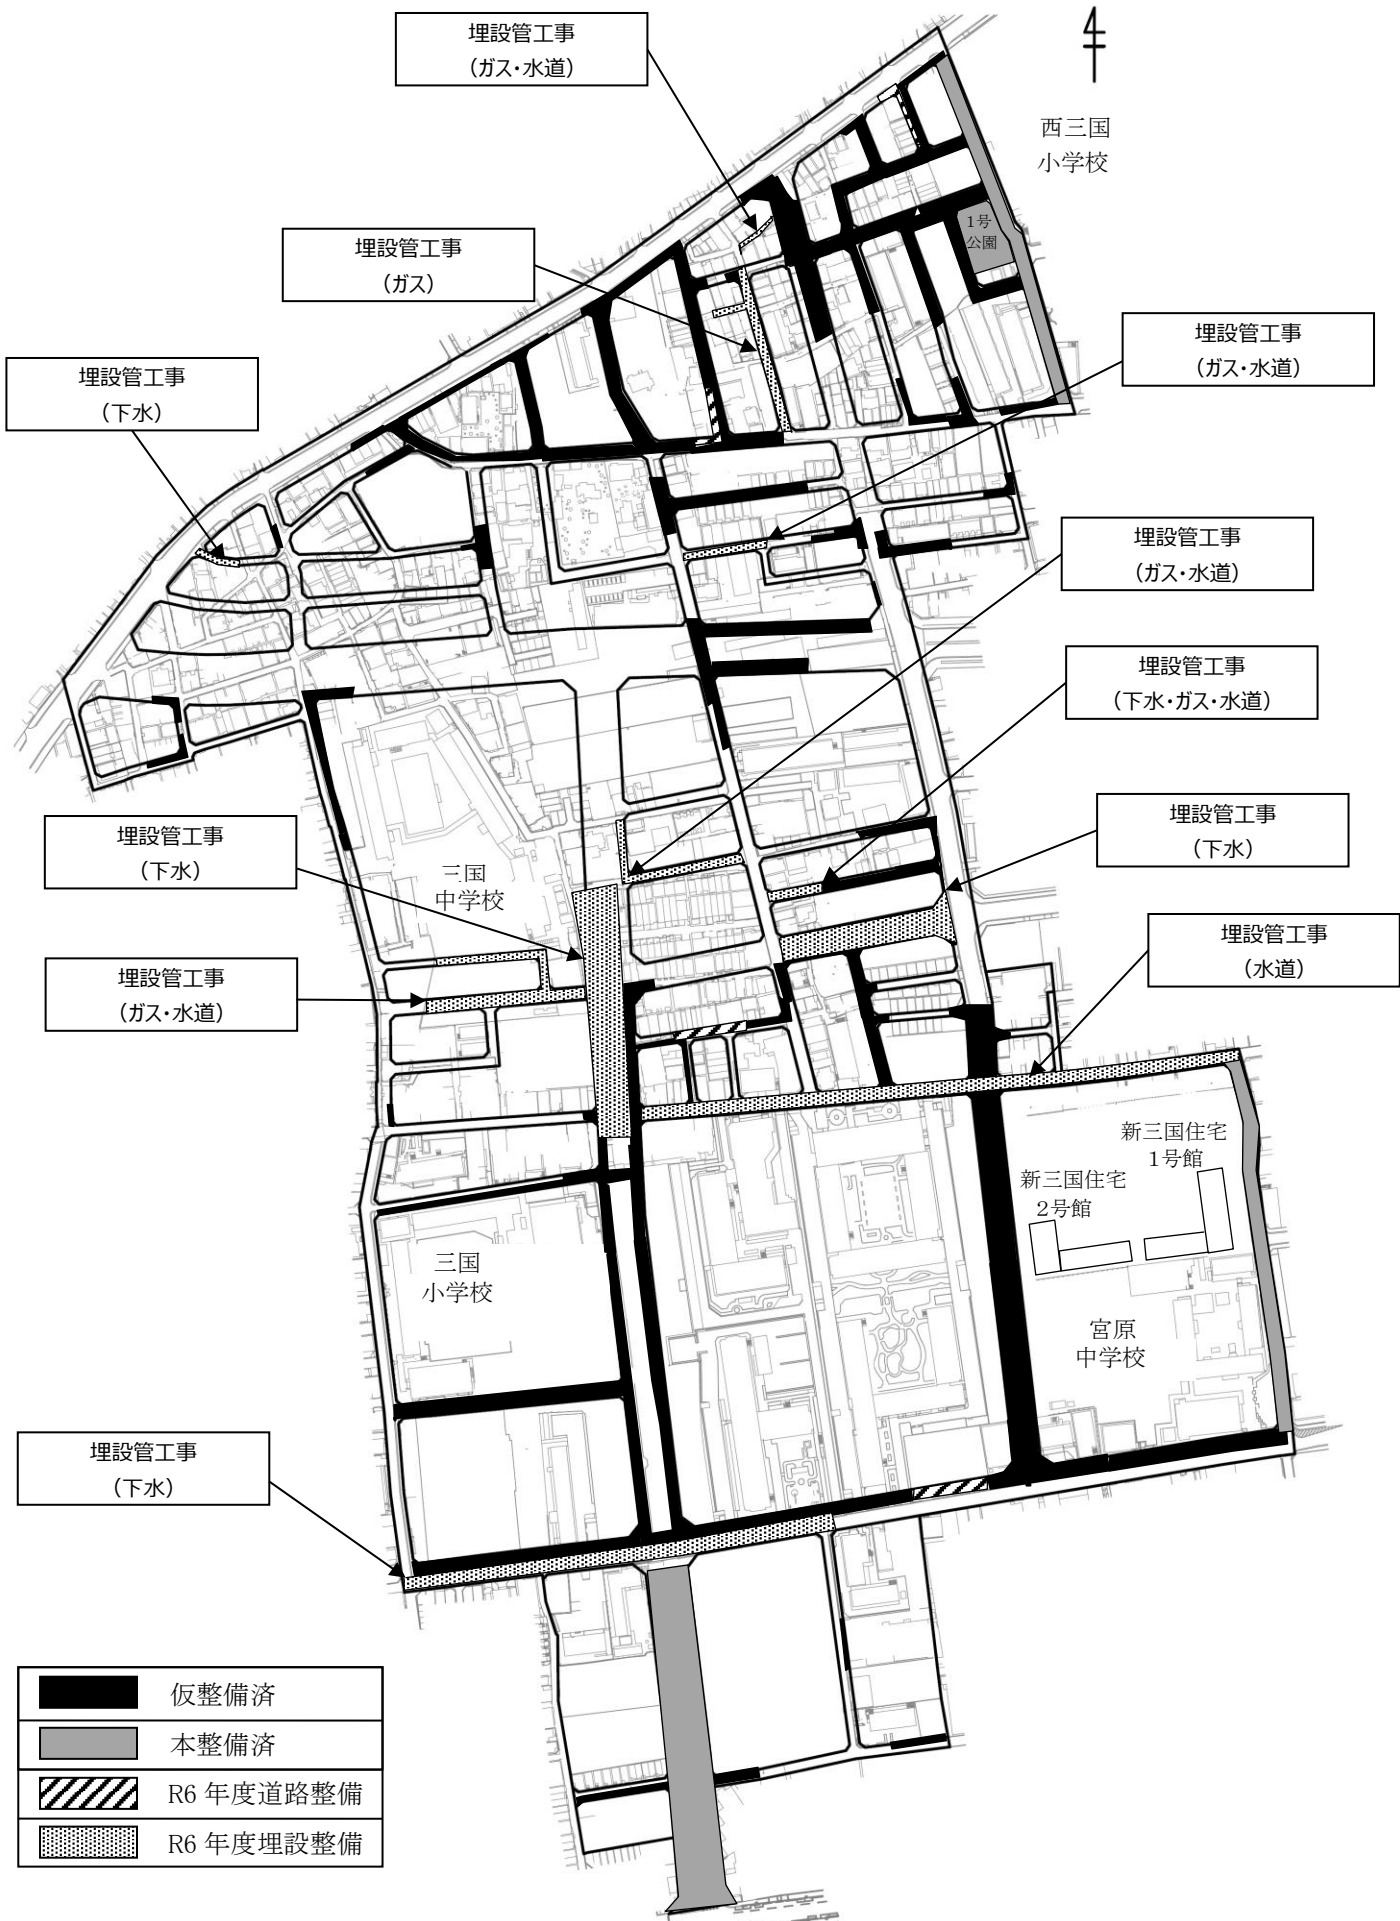 埋設管工事
(ガス・水道)
西三国
小学校
1号
公園
埋設管工事
(ガス)
埋設管工事
(ガス・水道)
埋設管工事
(下水)
埋設管工事
(ガス・水道)
埋設管工事
(下水・ガス・水道)
埋設管工事
(下水)
埋設管工事
(下水)
三国
中学校
埋設管工事
(水道)
埋設管工事
(ガス・水道)
新三国住宅
1号館
新三国住宅
2号館
三国
小学校
宮原
中学校
埋設管工事
(下水)
仮整備済
本整備済
R6 年度道路整備
R6 年度埋設整備